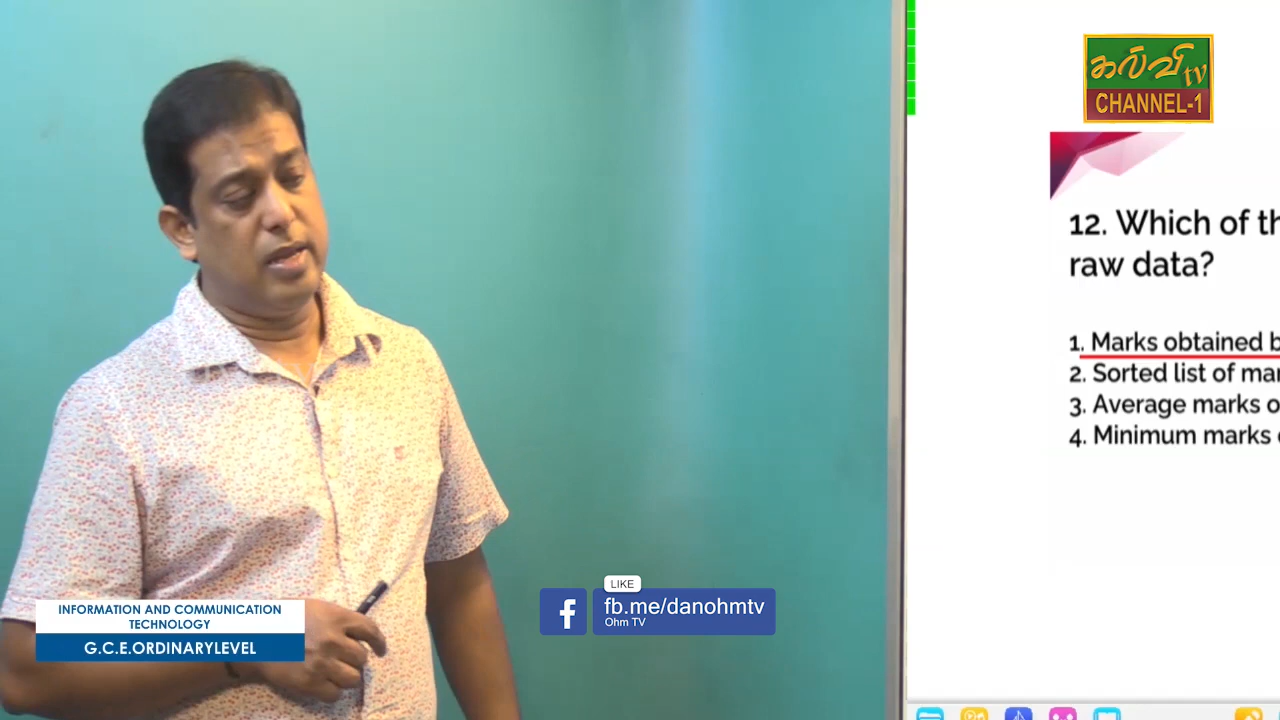 கல்வி tv
CHANNEL-1
12. Which of th
raw data?
1. Marks obtained b
2. Sorted list of mar
3. Average marks o
4. Minimum marks
LIKE
fb.me/danohmtv
Ohm TV
INFORMATION AND COMMUNICATION
TECHNOLOGY
G.C.E.ORDINARYLEVEL